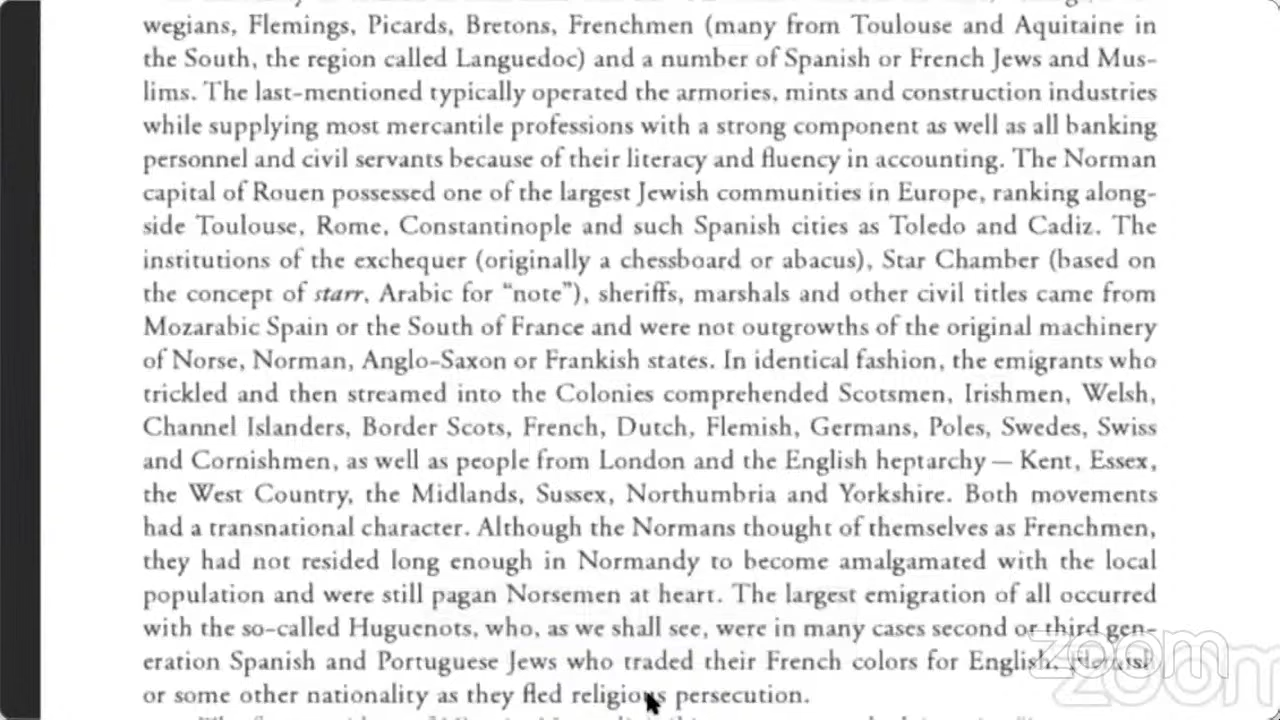 wegians, Flemings, Picards, Bretons, Frenchmen (many from Toulouse and Aquitaine in
the South, the region called Languedoc) and a number of Spanish or French Jews and Mus-
lims. The last-mentioned typically operated the armories, mints and construction industries
while supplying most mercantile professions with a strong component as well as all banking
personnel and civil servants because of their literacy and fluency in accounting. The Norman
capital of Rouen possessed one of the largest Jewish communities in Europe, ranking along-
side Toulouse, Rome, Constantinople and such Spanish cities as Toledo and Cadiz. The
institutions of the exchequer (originally a chessboard or abacus), Star Chamber (based on
the concept of starr, Arabic for “note”), sheriffs, marshals and other civil titles came from
Mozarabic Spain or the South of France and were not outgrowths of the original machinery
of Norse, Norman, Anglo-Saxon or Frankish states. In identical fashion, the emigrants who
trickled and then streamed into the Colonies comprehended Scotsmen, Irishmen, Welsh,
Channel Islanders, Border Scots, French, Dutch, Flemish, Germans, Poles, Swedes, Swiss
and Cornishmen, as well as people from London and the English heptarchy — Kent, Essex,
the West Country, the Midlands, Sussex, Northumbria and Yorkshire. Both movements
had a transnational character. Although the Normans thought of themselves as Frenchmen,
they had not resided long enough in Normandy to become amalgamated with the local
population and were still pagan Norsemen at heart. The largest emigration of all occurred
with the so-called Huguenots, who, as we shall see, were in many cases second or third gen-
eration Spanish and Portuguese Jews who traded their French colors for English, Flemish
or some other nationality as they fled religious persecution.
zoom
zoom